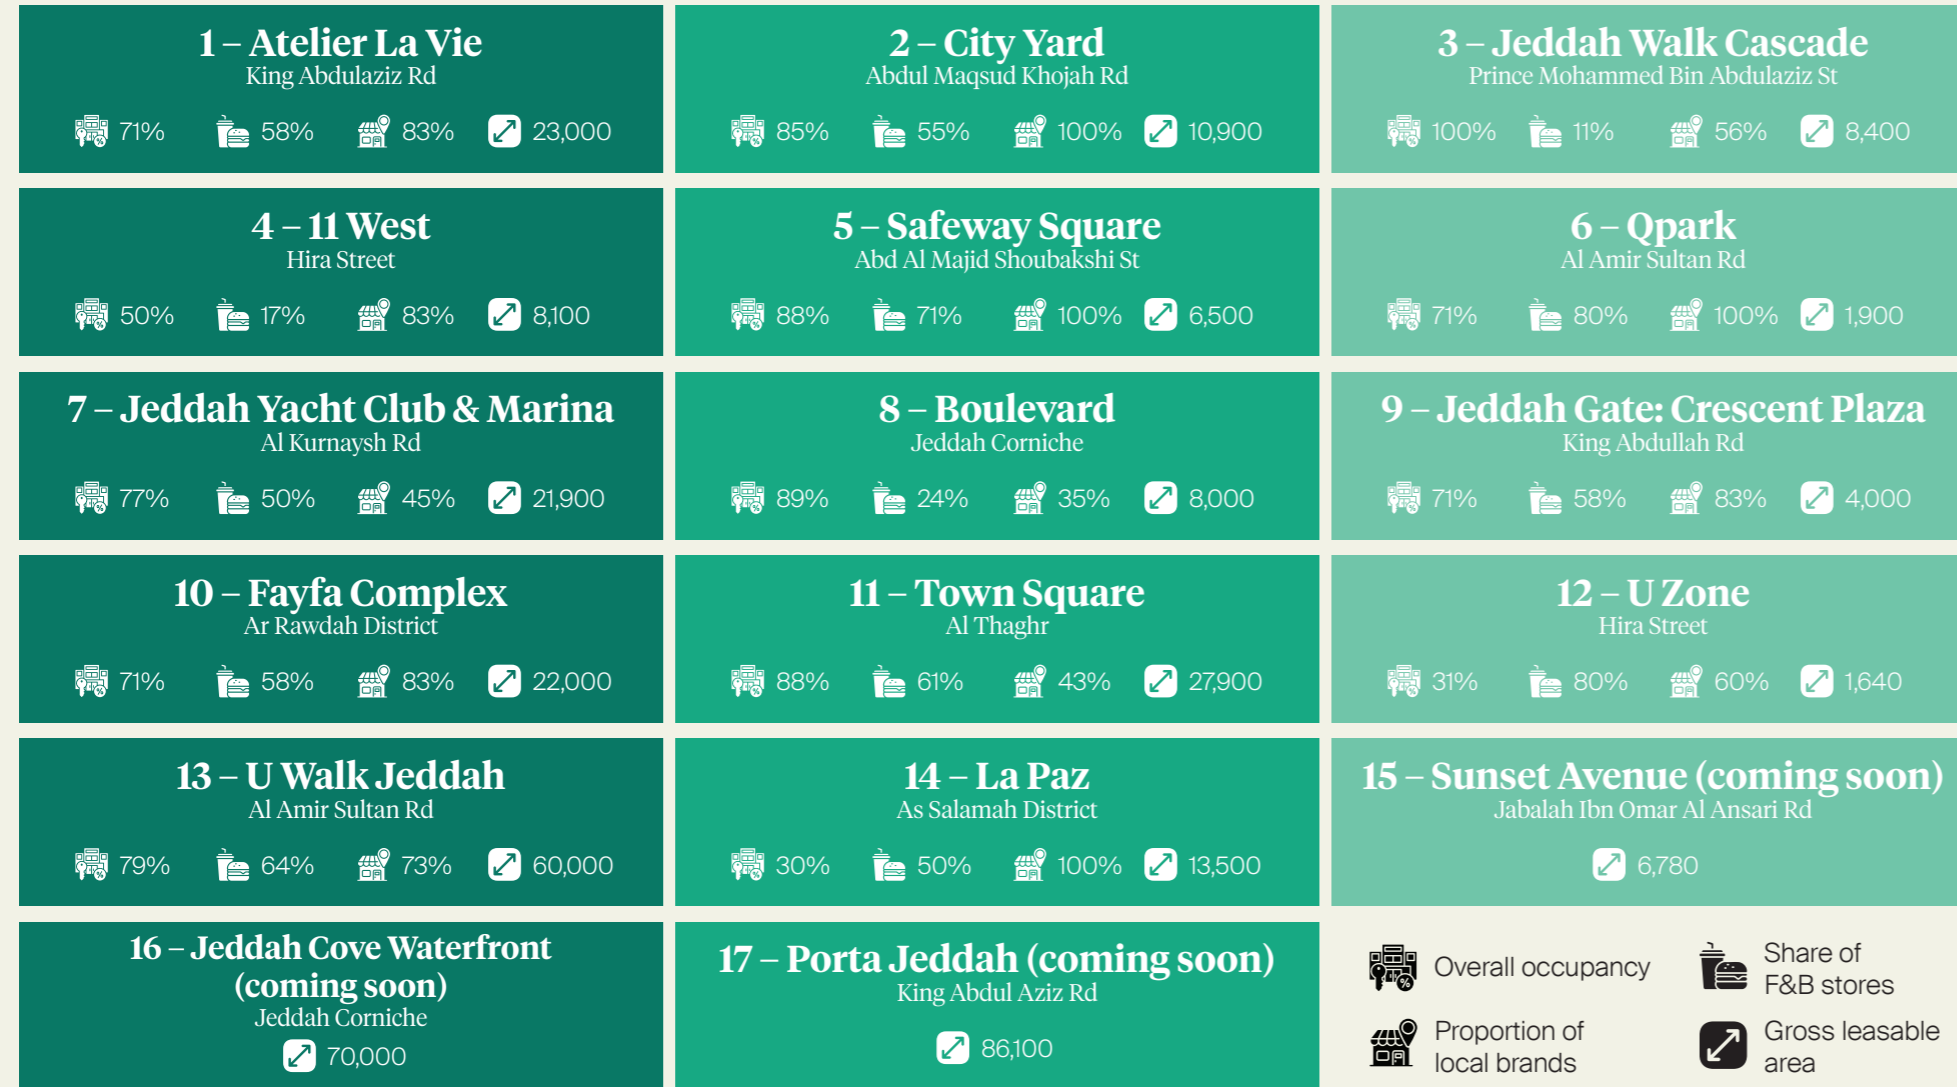 1 – Atelier La Vie
King Abdulaziz Rd
71% 58% 83% 23,000
2 – City Yard
Abdul Maqsud Khojah Rd
85% 55% 100% 10,900
3 – Jeddah Walk Cascade
Prince Mohammed Bin Abdulaziz St
100% 11% 56% 8,400
4 – 11 West
Hira Street
50% 17% 83% 8,100
5 – Safeway Square
Abd Al Majid Shoubakshi St
88% 71% 100% 6,500
6 – Qpark
Al Amir Sultan Rd
71% 80% 100% 1,900
7 – Jeddah Yacht Club & Marina
Al Kurnaysh Rd
77% 50% 45% 21,900
8 – Boulevard
Jeddah Corniche
89% 24% 35% 8,000
9 – Jeddah Gate: Crescent Plaza
King Abdullah Rd
71% 58% 83% 4,000
10 – Fayfa Complex
Ar Rawdah District
71% 58% 83% 22,000
11 – Town Square
Al Thaghr
88% 61% 43% 27,900
12 – U Zone
Hira Street
31% 80% 60% 1,640
13 – U Walk Jeddah
Al Amir Sultan Rd
79% 64% 73% 60,000
14 – La Paz
As Salamah District
30% 50% 100% 13,500
15 – Sunset Avenue (coming soon)
Jabalah Ibn Omar Al Ansari Rd
6,780
16 – Jeddah Cove Waterfront
(coming soon)
Jeddah Corniche
70,000
17 – Porta Jeddah (coming soon)
King Abdul Aziz Rd
86,100
Overall occupancy
Share of
F&B stores
Proportion of
local brands
Gross leasable
area